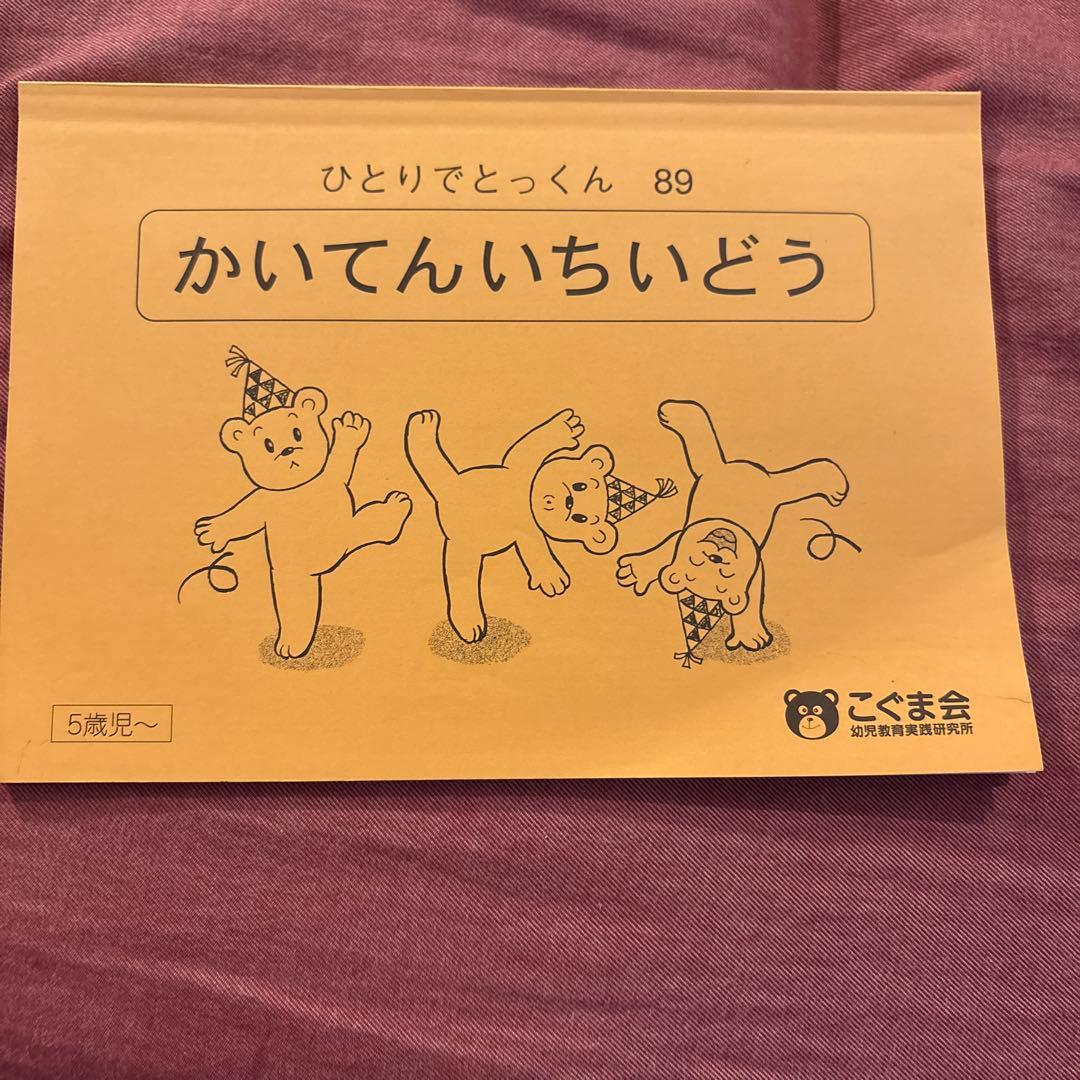 ひとりでとっくん 89
かいてんいちいどう
5歳児～
こぐま会
幼児教育実践研究所